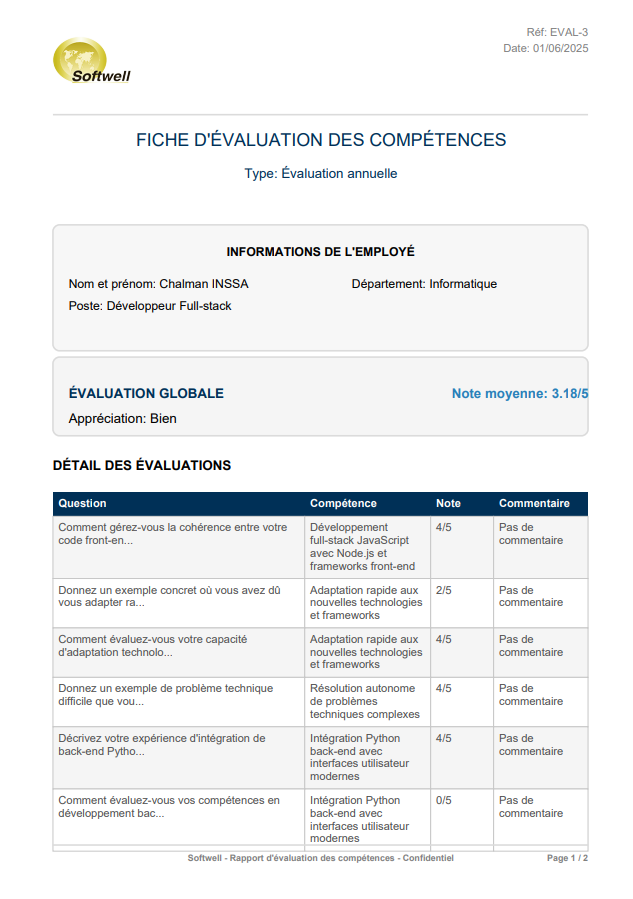 Réf: EVAL-3
Date: 01/06/2025
Softwell
FICHE D'ÉVALUATION DES COMPÉTENCES
Type: Évaluation annuelle
INFORMATIONS DE L'EMPLOYÉ
Nom et prénom: Chalman INSSA
Département: Informatique
Poste: Développeur Full-stack
ÉVALUATION GLOBALE
Note moyenne: 3.18/5
Appréciation: Bien
DÉTAIL DES ÉVALUATIONS
Question Compétence Note Commentaire
Comment gérez-vous la cohérence entre votre
code front-en...
Développement
full-stack JavaScript
avec Node.js et
frameworks front-end
4/5
Pas de
commentaire
Donnez un exemple concret où vous avez dû
vous adapter ra...
Adaptation rapide aux
nouvelles technologies
et frameworks
2/5
Pas de
commentaire
Comment évaluez-vous votre capacité
d'adaptation technolo...
Adaptation rapide aux
nouvelles technologies
et frameworks
4/5
Pas de
commentaire
Donnez un exemple de problème technique
difficile que vou...
Résolution autonome
de problèmes
techniques complexes
4/5
Pas de
commentaire
Décrivez votre expérience d'intégration de
back-end Pytho...
Intégration Python
back-end avec
interfaces utilisateur
modernes
4/5
Pas de
commentaire
Comment évaluez-vous vos compétences en
développement bac...
Intégration Python
back-end avec
interfaces utilisateur
modernes
0/5
Pas de
commentaire
Softwell - Rapport d'évaluation des compétences - Confidentiel
Page 1 / 2